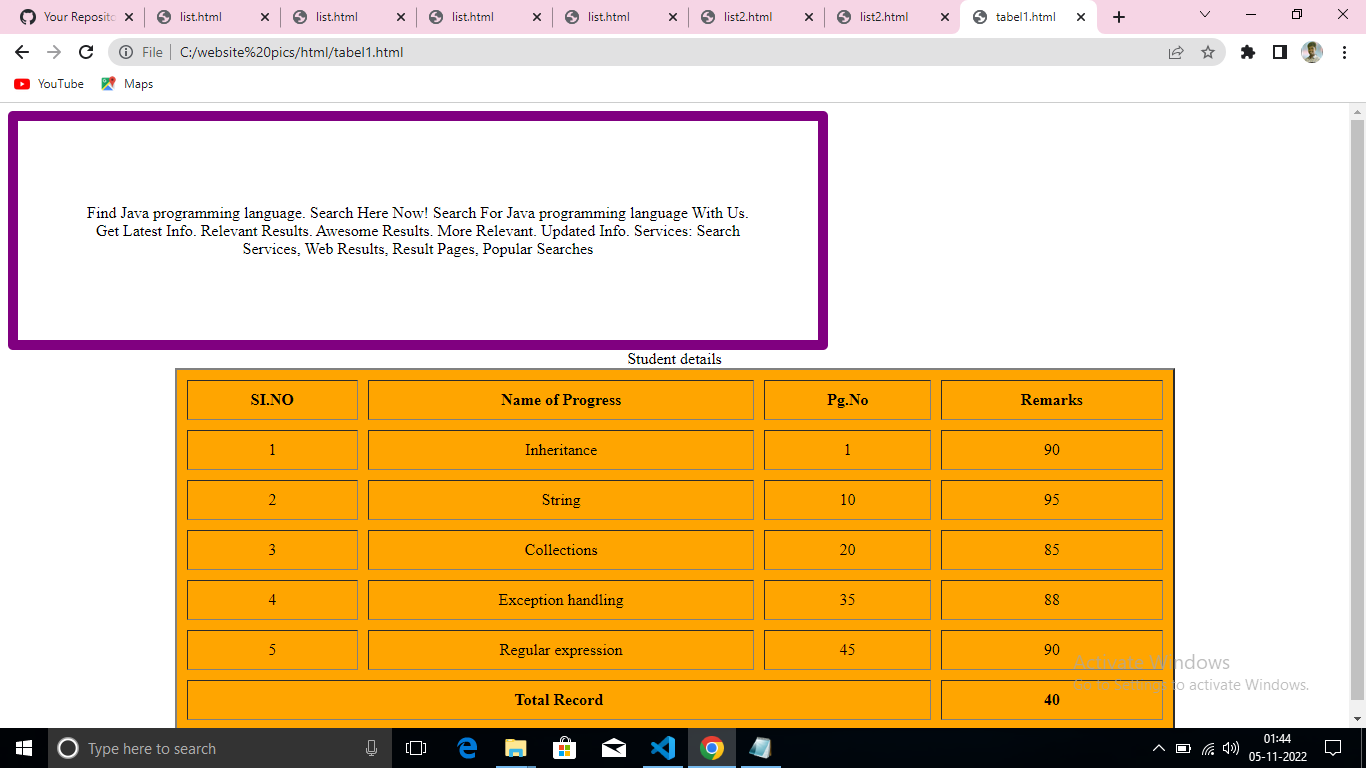 Your Reposito
list.html
list.html
list.html
list.html
list2.html
list2.html
tabel1.html
File C:/website%20pics/html/tabel1.html
YouTube Maps
Find Java programming language. Search Here Now! Search For Java programming language With Us.
Get Latest Info. Relevant Results. Awesome Results. More Relevant. Updated Info. Services: Search
Services, Web Results, Result Pages, Popular Searches
Student details
SI.NO Name of Progress Pg.No Remarks
1 Inheritance 1 90
2 String 10 95
3 Collections 20 85
4 Exception handling 35 88
5 Regular expression 45 90
Total Record 40
Activate Windows
Go to Settings to activate Windows.
Type here to search
01:44
05-11-2022